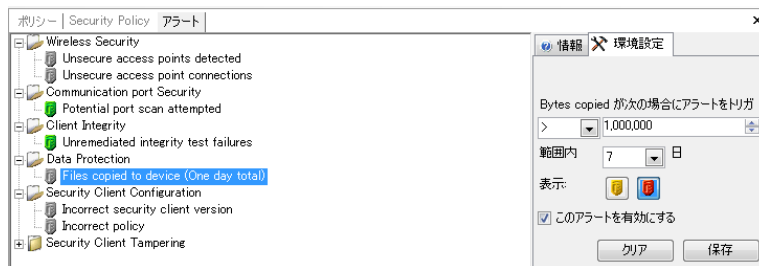 ポリシー | Security Policy アラート
Wireless Security
Unsecure access points detected
Unsecure access point connections
Communication port Security
Potential port scan attempted
Client Integrity
Unremediated integrity test failures
Data Protection
Files copied to device (One day total)
Security Client Configuration
Incorrect security client version
Incorrect policy
Security Client Tampering
情報 環境設定
Bytes copied が次の場合にアラートをトリガ
> 1,000,000
範囲内 7 日
表示:
このアラートを有効にする
クリア 保存